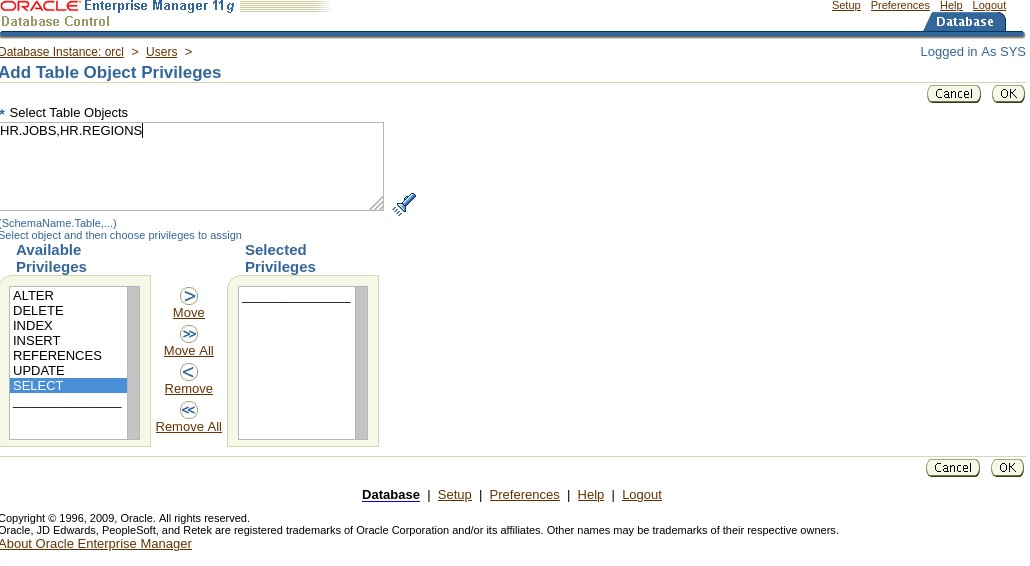 ORACLE Enterprise Manager 11g
Database Control
Setup Preferences Help Logout
Database
Database Instance: orcl > Users >
Logged in As SYS
Add Table Object Privileges
Cancel OK
* Select Table Objects
HR.JOBS,HR.REGIONS
(SchemaName.Table,...)
Select object and then choose privileges to assign
Available Privileges
Selected Privileges
ALTER
DELETE
INDEX
INSERT
REFERENCES
UPDATE
SELECT
Move
Move All
Remove
Remove All
Cancel OK
Database | Setup | Preferences | Help | Logout
Copyright © 1996, 2009, Oracle. All rights reserved.
Oracle, JD Edwards, PeopleSoft, and Retek are registered trademarks of Oracle Corporation and/or its affiliates. Other names may be trademarks of their respective owners.
About Oracle Enterprise Manager